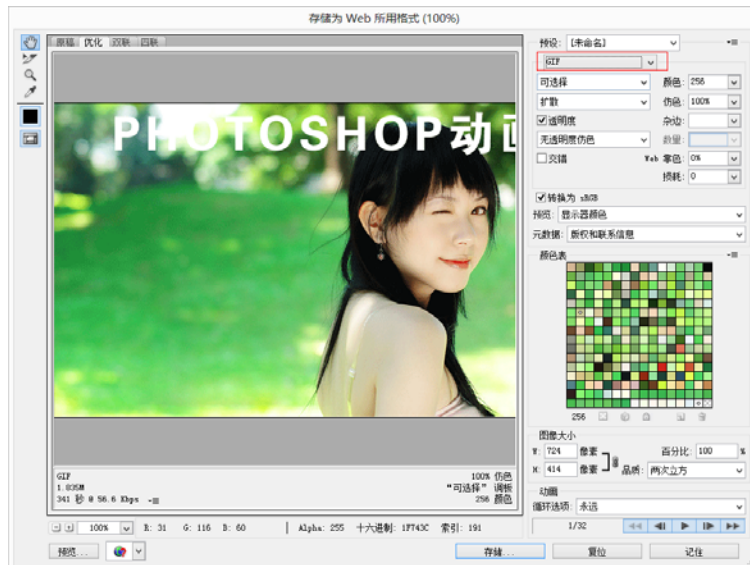 存储为 Web 所用格式 (100%)
原稿 优化 双联 四联
PHOTOSHOP动画
GIF
1.835M
341 秒 @ 56.6 Kbps
100% 仿色
“可选择” 调板
256 颜色
100% R: 31 G: 116 B: 60 Alpha: 255 十六进制: 1F743C 索引: 191
预览... 存储... 复位 记住
预设: [未命名]
GIF
可选择 颜色: 256
扩散 仿色: 100%
透明度 杂边:
无透明度仿色 数量:
交错 Web 靠色: 0%
损耗: 0
转换为 sRGB
预览: 显示器颜色
元数据: 版权和联系信息
颜色表
256
图像大小
W: 724 像素 百分比: 100 %
H: 414 像素 品质: 两次立方
动画
循环选项: 永远
1/32